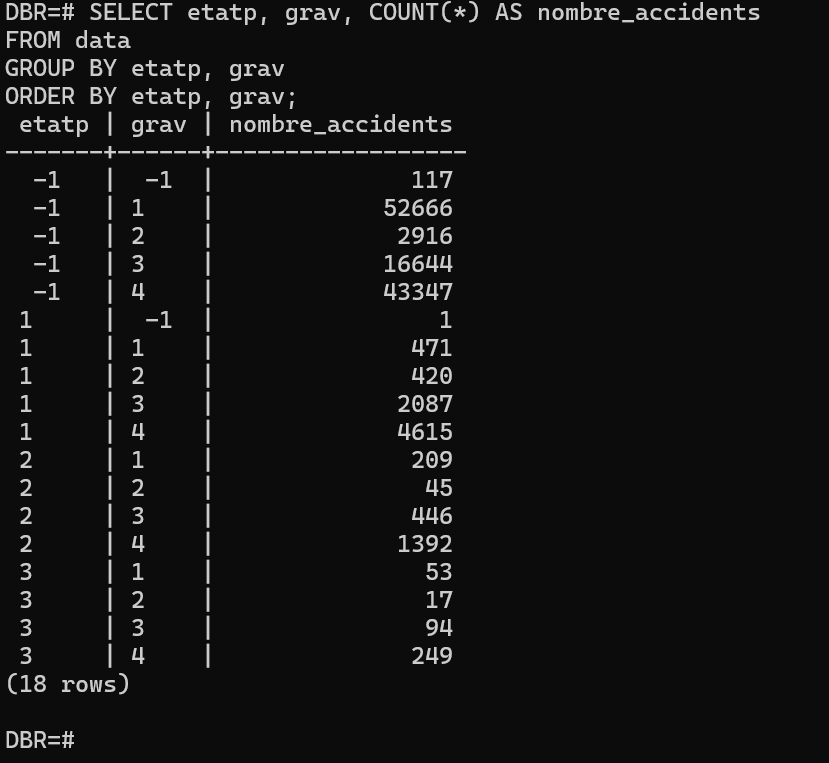 DBR=# SELECT etatp, grav, COUNT(*) AS nombre_accidents
FROM data
GROUP BY etatp, grav
ORDER BY etatp, grav;
 etatp | grav | nombre_accidents
-------+------+------------------
  -1   |  -1  |              117
  -1   | 1    |            52666
  -1   | 2    |             2916
  -1   | 3    |            16644
  -1   | 4    |            43347
 1     |  -1  |                1
 1     | 1    |              471
 1     | 2    |              420
 1     | 3    |             2087
 1     | 4    |             4615
 2     | 1    |              209
 2     | 2    |               45
 2     | 3    |              446
 2     | 4    |             1392
 3     | 1    |               53
 3     | 2    |               17
 3     | 3    |               94
 3     | 4    |              249
(18 rows)

DBR=#